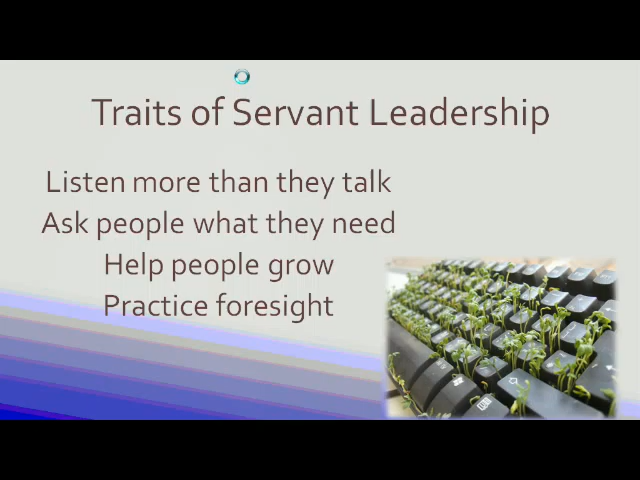 Traits of Servant Leadership
Listen more than they talk
Ask people what they need
Help people grow
Practice foresight